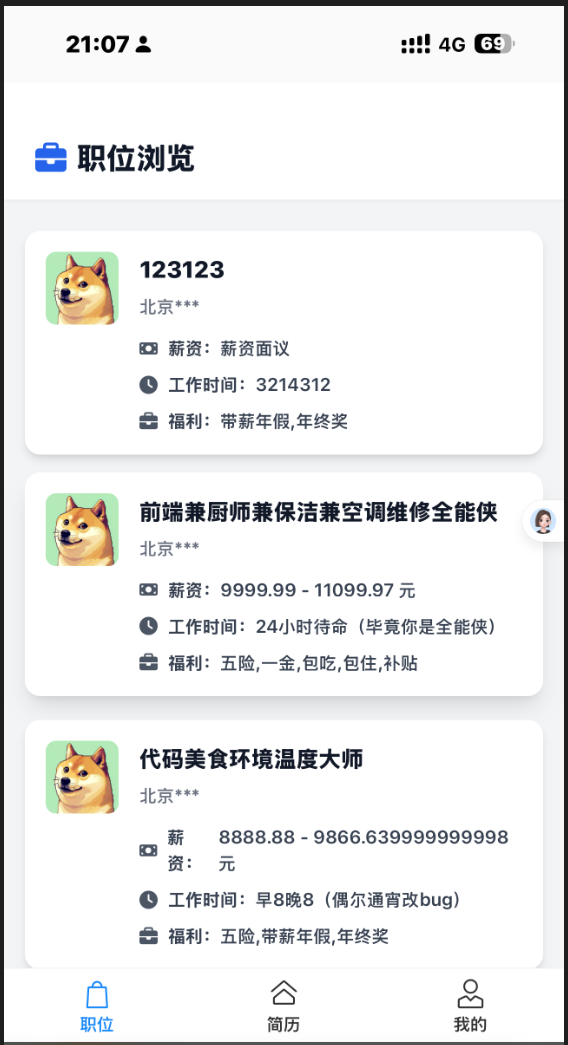 21:07
4G 69
职位浏览
123123
北京***
薪资：薪资面议
工作时间：3214312
福利：带薪年假,年终奖
前端兼厨师兼保洁兼空调维修全能侠
北京***
薪资：9999.99 - 11099.97 元
工作时间：24小时待命（毕竟你是全能侠）
福利：五险,一金,包吃,包住,补贴
代码美食环境温度大师
北京***
薪 8888.88 - 9866.639999999998
资： 元
工作时间：早8晚8（偶尔通宵改bug）
福利：五险,带薪年假,年终奖
职位 简历 我的